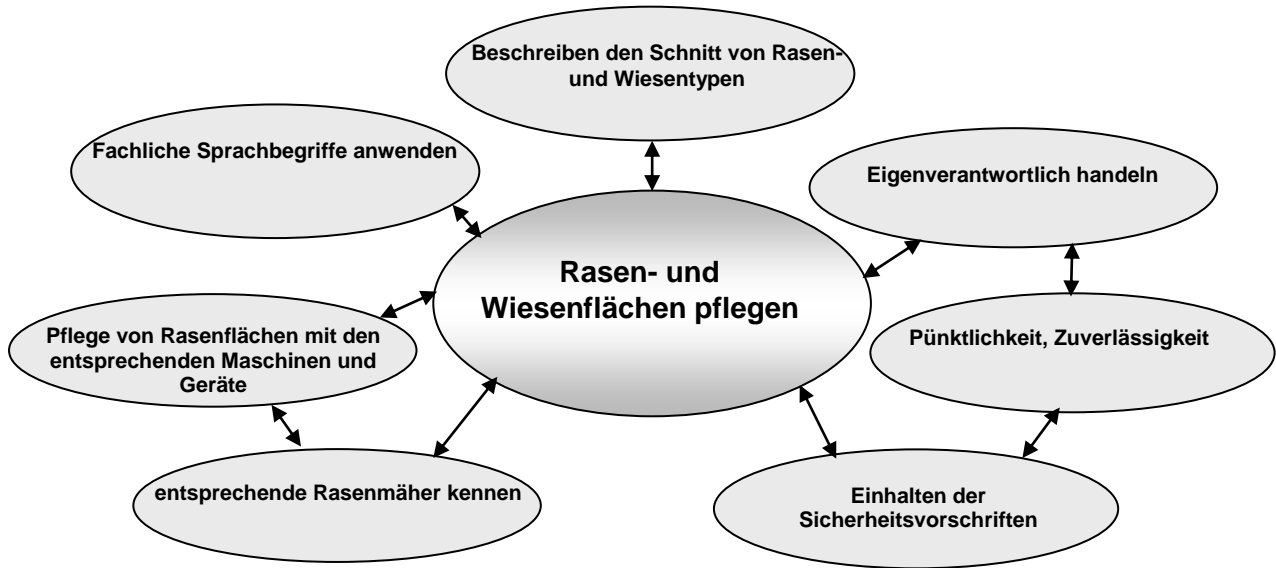 Beschreiben den Schnitt von Rasen-
und Wiesentypen
Fachliche Sprachbegriffe anwenden
Eigenverantwortlich handeln
Rasen- und
Wiesenflächen pflegen
Pflege von Rasenflächen mit den
entsprechenden Maschinen und
Geräte
Pünktlichkeit, Zuverlässigkeit
entsprechende Rasenmäher kennen
Einhalten der
Sicherheitsvorschriften